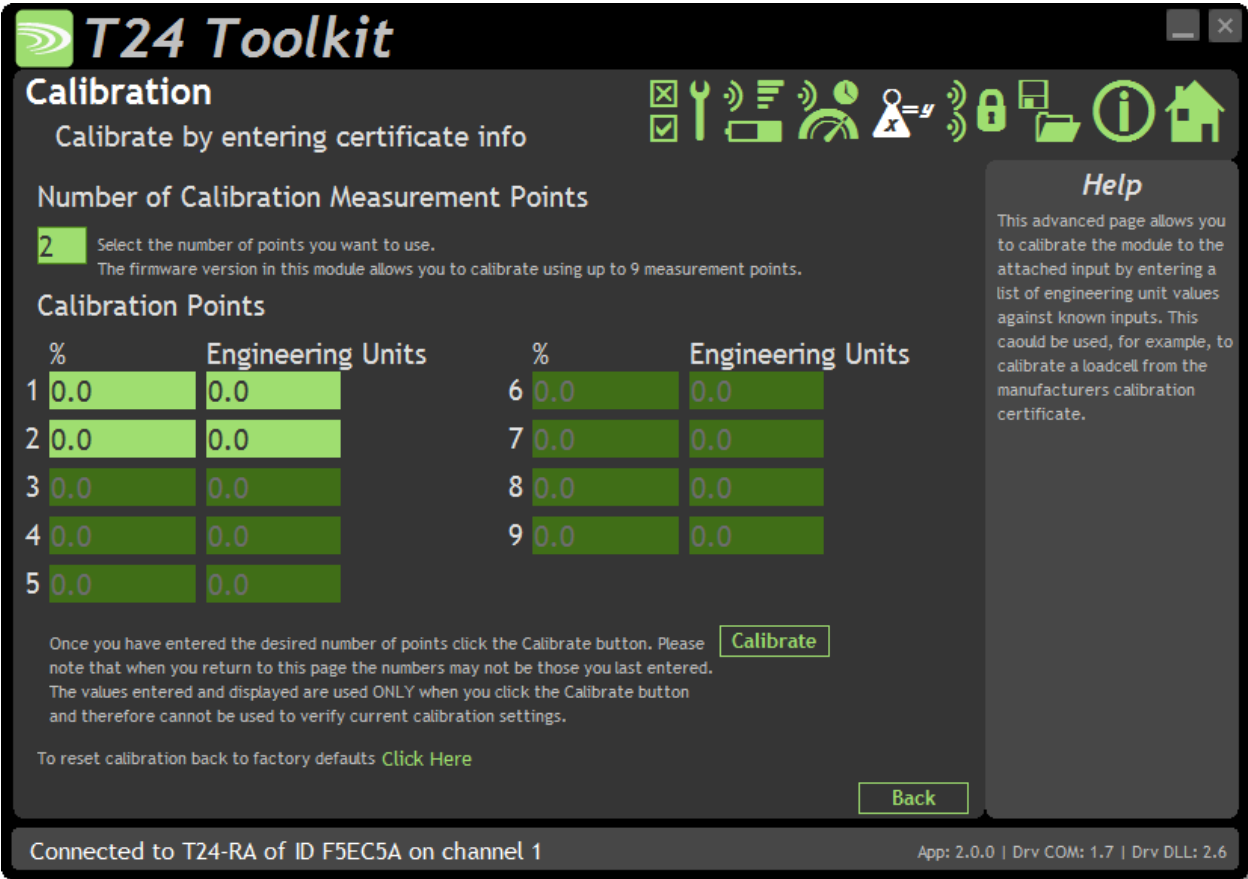 T24 Toolkit
Calibration
Calibrate by entering certificate info
x=y
Number of Calibration Measurement Points
2
Select the number of points you want to use.
The firmware version in this module allows you to calibrate using up to 9 measurement points.
Calibration Points
% Engineering Units % Engineering Units
1 0.0 0.0 6 0.0 0.0
2 0.0 0.0 7 0.0 0.0
3 0.0 0.0 8 0.0 0.0
4 0.0 0.0 9 0.0 0.0
5 0.0 0.0
Once you have entered the desired number of points click the Calibrate button. Please
note that when you return to this page the numbers may not be those you last entered.
The values entered and displayed are used ONLY when you click the Calibrate button
and therefore cannot be used to verify current calibration settings.
Calibrate
To reset calibration back to factory defaults Click Here
Back
Help
This advanced page allows you
to calibrate the module to the
attached input by entering a
list of engineering unit values
against known inputs. This
caould be used, for example, to
calibrate a loadcell from the
manufacturers calibration
certificate.
Connected to T24-RA of ID F5EC5A on channel 1
App: 2.0.0 | Drv COM: 1.7 | Drv DLL: 2.6